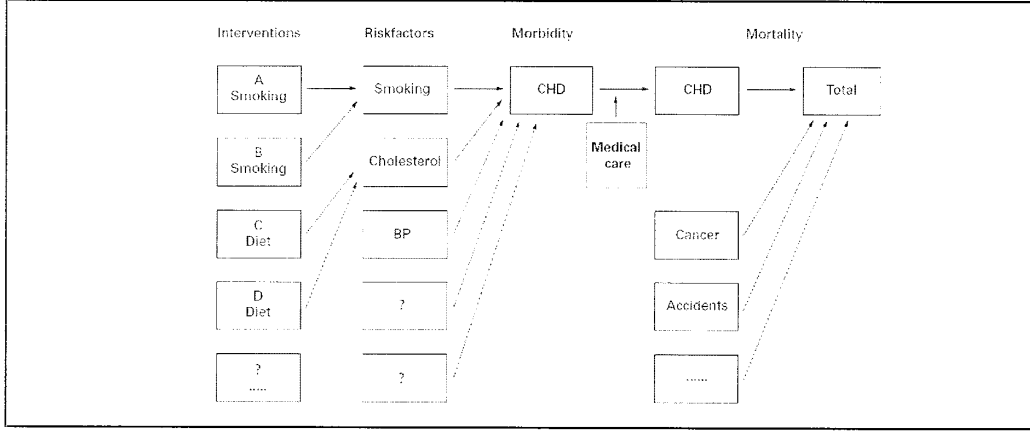 Interventions Riskfactors Morbidity Mortality
A
Smoking
Smoking
CHD
CHD
Total
B
Smoking
Cholesterol
Medical
care
C
Diet
BP
Cancer
D
Diet
?
Accidents
?
.....
?
......